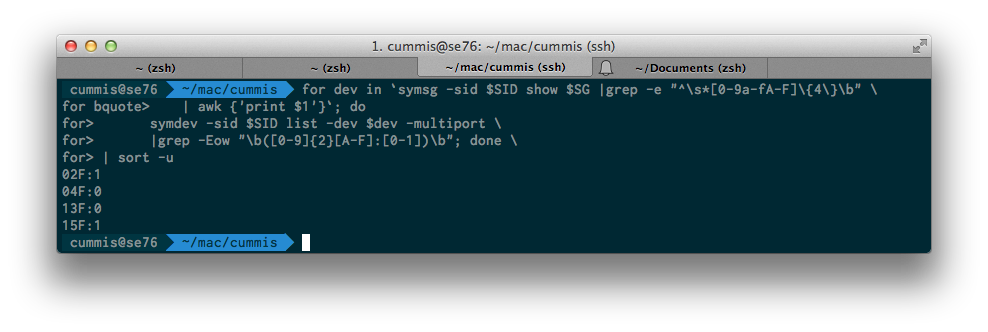 1. cummis@se76: ~/mac/cummis (ssh)
~ (zsh) ~ (zsh) ~/mac/cummis (ssh) ~/Documents (zsh)
cummis@se76 ~/mac/cummis for dev in `symsg -sid $SID show $SG |grep -e "^\s*[0-9a-fA-F]\{4\}\b" \
for bquote> | awk {'print $1'}`; do
for> symdev -sid $SID list -dev $dev -multiport \
for> |grep -Eow "\b([0-9]{2}[A-F]:[0-1])\b"; done \
for> | sort -u
02F:1
04F:0
13F:0
15F:1
cummis@se76 ~/mac/cummis